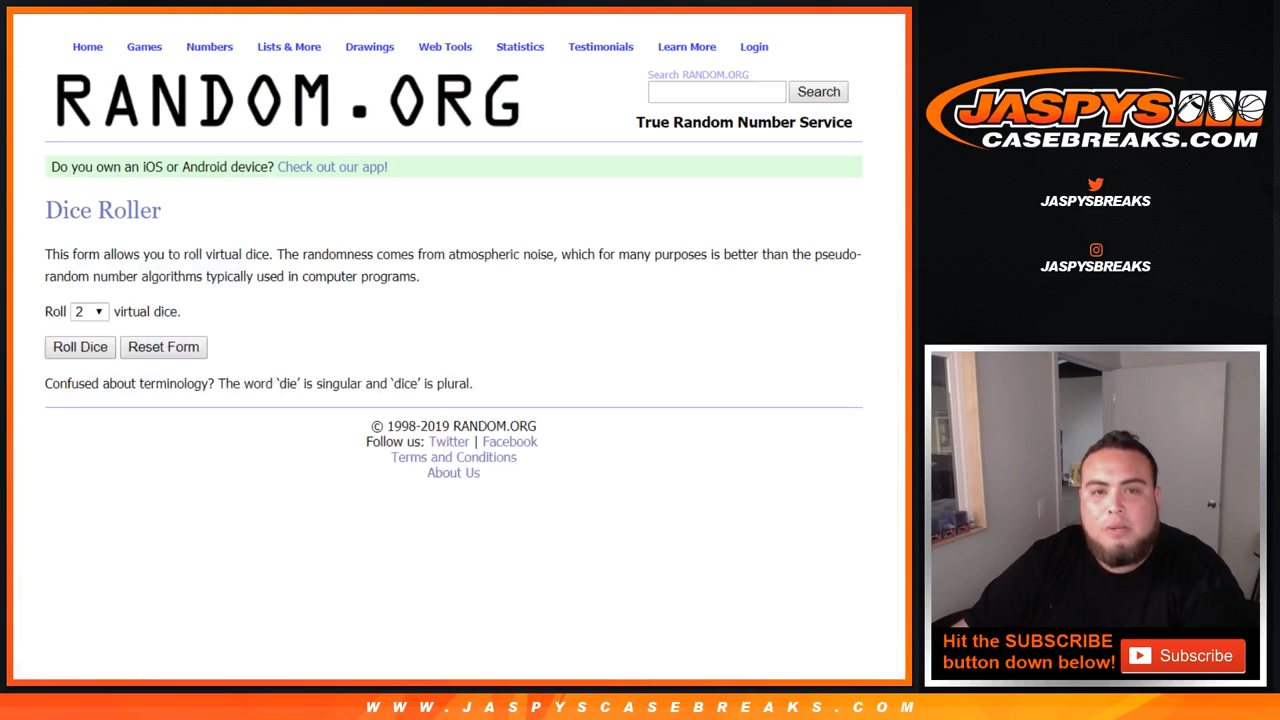 Home Games Numbers Lists & More Drawings Web Tools Statistics Testimonials Learn More Login
RANDOM.ORG
Search RANDOM.ORG
Search
True Random Number Service
Do you own an iOS or Android device? Check out our app!
Dice Roller
This form allows you to roll virtual dice. The randomness comes from atmospheric noise, which for many purposes is better than the pseudo-
random number algorithms typically used in computer programs.
Roll 2 virtual dice.
Roll Dice Reset Form
Confused about terminology? The word ‘die’ is singular and ‘dice’ is plural.
© 1998-2019 RANDOM.ORG
Follow us: Twitter | Facebook
Terms and Conditions
About Us
JASPYS
CASEBREAKS.COM
JASPYSBREAKS
JASPYSBREAKS
Hit the SUBSCRIBE
button down below!
Subscribe
WWW.JASPYSCASEBREAKS.COM